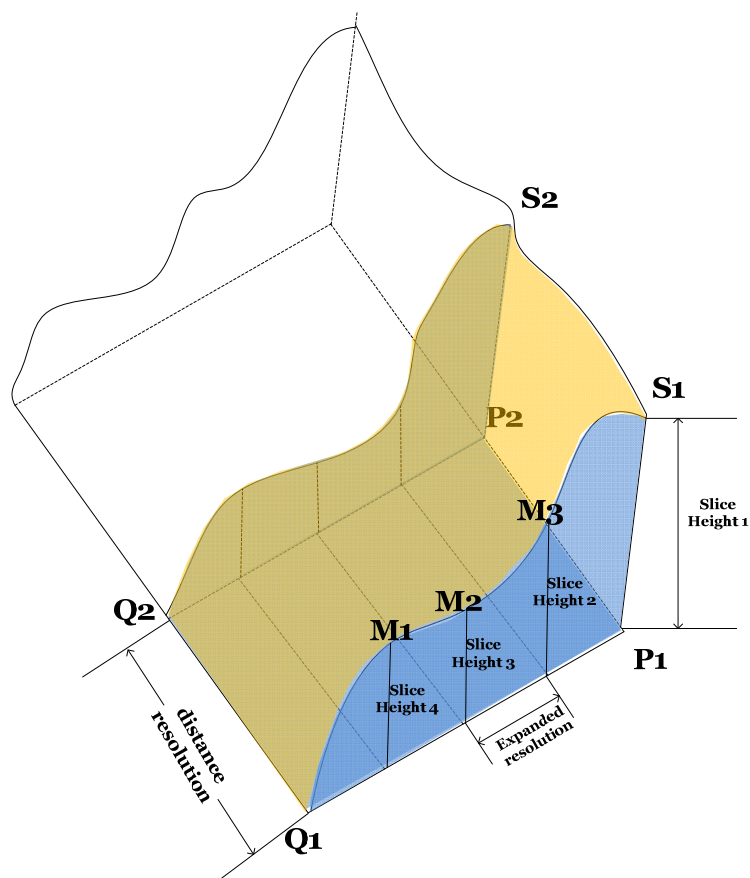 S2
S1
P2
Slice
Height 1
M3
Slice
Height 2
Q2
M2
M1
Slice
Height 3
P1
Slice
Height 4
distance
resolution
Expanded
resolution
Q1